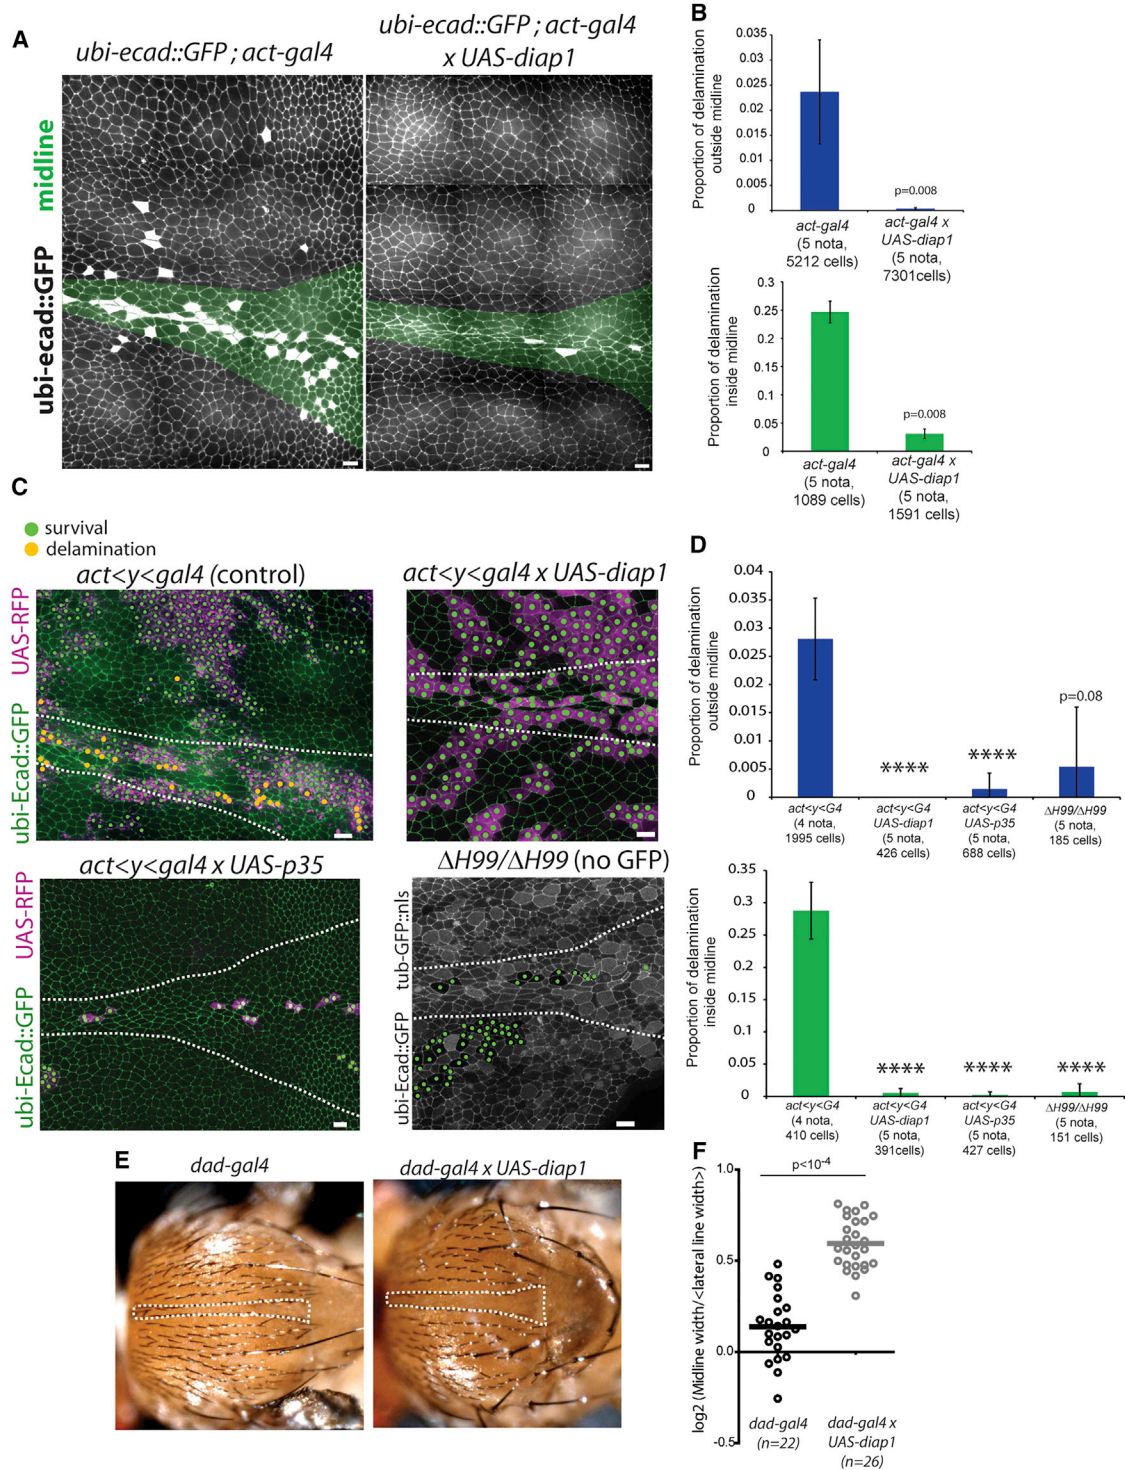 A
ubi-ecad::GFP ; act-gal4
ubi-ecad::GFP ; act-gal4
x UAS-diap1
midline
ubi-ecad::GFP
B
Proportion of delamination
outside midline
0.035
0.03
0.025
0.02
0.015
0.01
0.005
0
p=0.008
act-gal4
(5 nota,
5212 cells)
act-gal4 x
UAS-diap1
(5 nota,
7301cells)
Proportion of delamination
inside midline
0.3
0.25
0.2
0.15
0.1
0.05
0
p=0.008
act-gal4
(5 nota,
1089 cells)
act-gal4 x
UAS-diap1
(5 nota,
1591 cells)
C
survival
delamination
act<y<gal4 (control)
UAS-RFP
ubi-Ecad::GFP
act<y<gal4 x UAS-diap1
act<y<gal4 x UAS-p35
UAS-RFP
ubi-Ecad::GFP
ΔH99/ΔH99 (no GFP)
tub-GFP::nls
ubi-Ecad::GFP
D
Proportion of delamination
outside midline
0.04
0.035
0.03
0.025
0.02
0.015
0.01
0.005
0
****
****
p=0.08
act<y<G4
(4 nota,
1995 cells)
act<y<G4
UAS-diap1
(5 nota,
426 cells)
act<y<G4
UAS-p35
(5 nota,
688 cells)
ΔH99/ΔH99
(5 nota,
185 cells)
Proportion of delamination
inside midline
0.35
0.3
0.25
0.2
0.15
0.1
0.05
0
****
****
****
act<y<G4
(4 nota,
410 cells)
act<y<G4
UAS-diap1
(5 nota,
391cells)
act<y<G4
UAS-p35
(5 nota,
427 cells)
ΔH99/ΔH99
(5 nota,
151 cells)
E
dad-gal4
dad-gal4 x UAS-diap1
F
log2 (Midline width/<lateral line width>)
1.0
0.5
0.0
-0.5
p<10-4
dad-gal4
(n=22)
dad-gal4 x
UAS-diap1
(n=26)